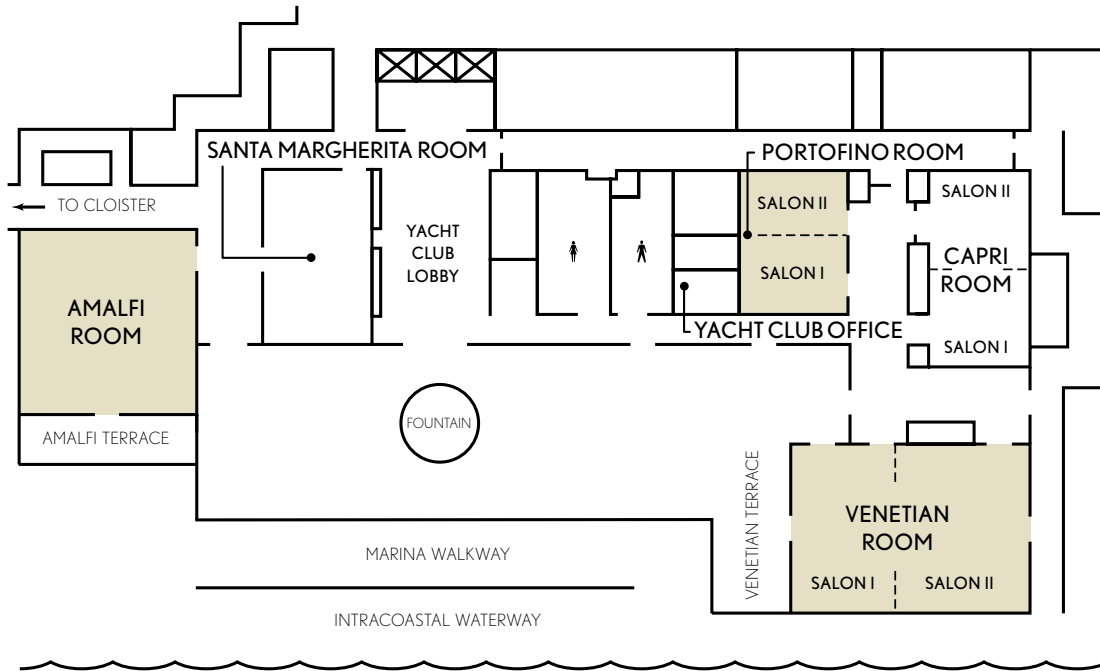 SANTA MARGHERITA ROOM
PORTOFINO ROOM
TO CLOISTER
SALON II
SALON II
YACHT
CLUB
LOBBY
CAPRI
ROOM
SALON I
AMALFI
ROOM
YACHT CLUB OFFICE
SALON I
FOUNTAIN
AMALFI TERRACE
VENETIAN TERRACE
VENETIAN
ROOM
MARINA WALKWAY
SALON I
SALON II
INTRACOASTAL WATERWAY